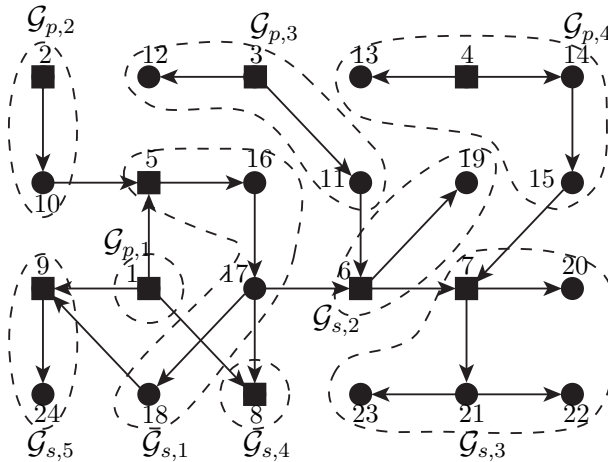 𝒢p,2 𝒢p,3 𝒢p,4
2 12 3 13 4 14
5 16 19
10 11 15
𝒢p,1
9 1 17 6 7 20
𝒢s,2
24 18 8 23 21 22
𝒢s,5 𝒢s,1 𝒢s,4 𝒢s,3